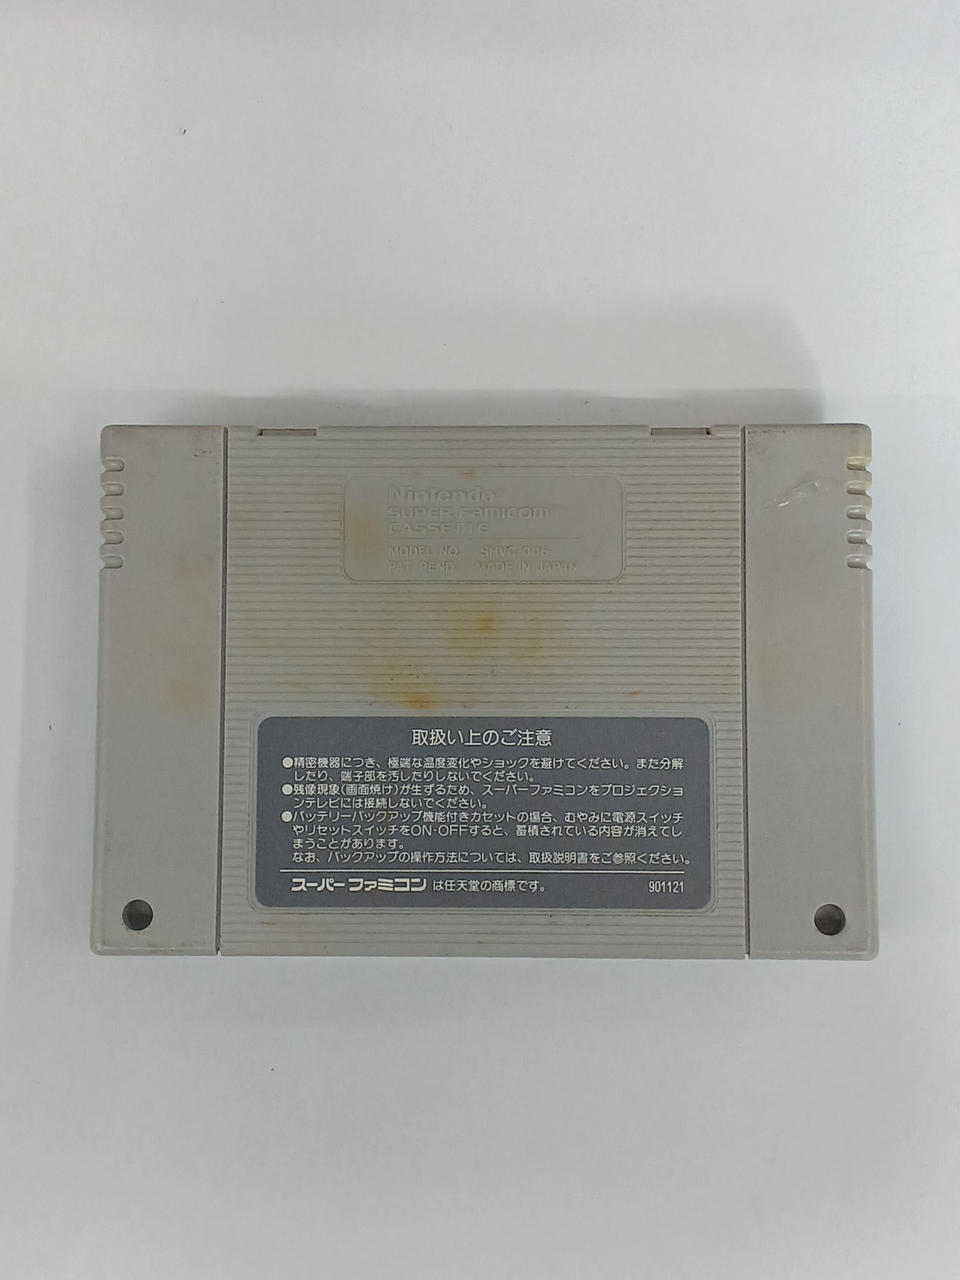 Nintendo®
SUPER FAMICOM™
CASSETTE
MODEL NO. SHVC-006
PAT. PEND. MADE IN JAPAN
取扱い上のご注意
●精密機器につき、極端な温度変化やショックを避けてください。また分解
したり、端子部を汚したりしないでください。
●残像現象(画面焼け)が生ずるため、スーパーファミコンをプロジェクショ
ンテレビには接続しないでください。
●バッテリーバックアップ機能付きカセットの場合、むやみに電源スイッチ
やリセットスイッチをON・OFFすると、蓄積されている内容が消えてし
まうことがあります。
なお、バックアップの操作方法については、取扱説明書をご参照ください。
スーパーファミコンは任天堂の商標です。 901121